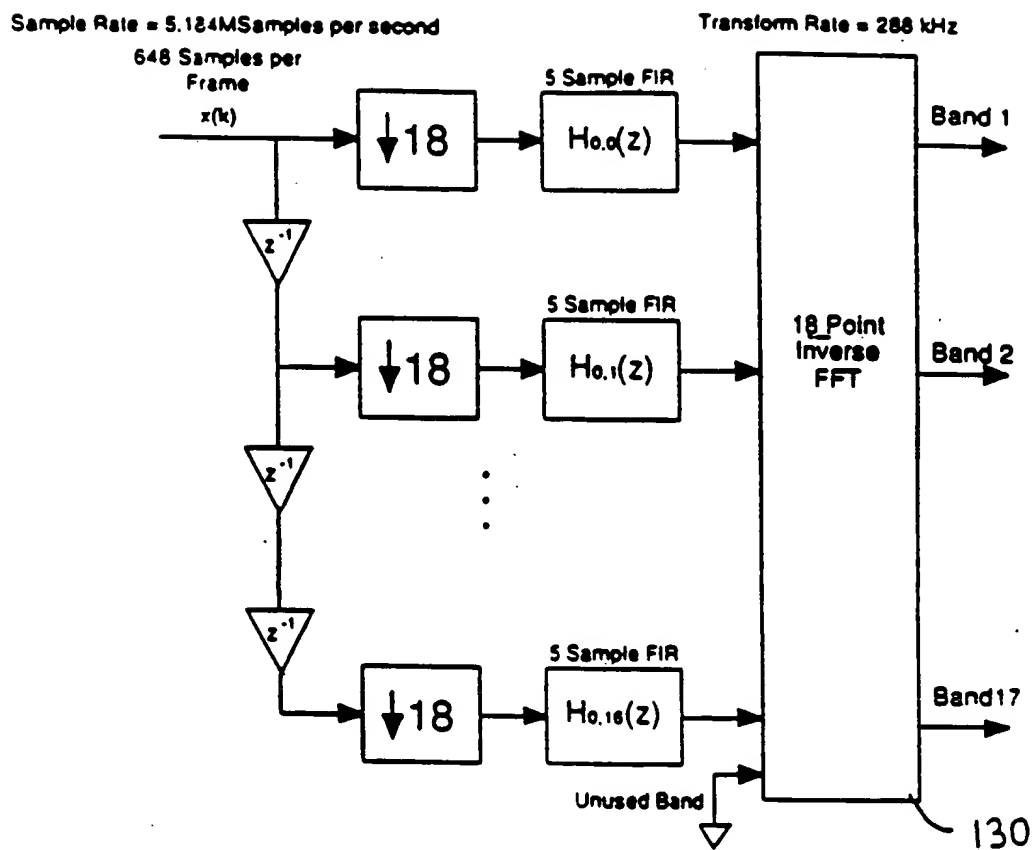 Sample Rate = 5.184MSamples per second
Transform Rate = 288 kHz
648 Samples per
Frame
x(k)
5 Sample FIR
↓18
H0,0(z)
Band 1
z-1
5 Sample FIR
↓18
H0,1(z)
18 Point
Inverse
FFT
Band 2
z-1
z-1
5 Sample FIR
↓18
H0,16(z)
Band17
Unused Band
130